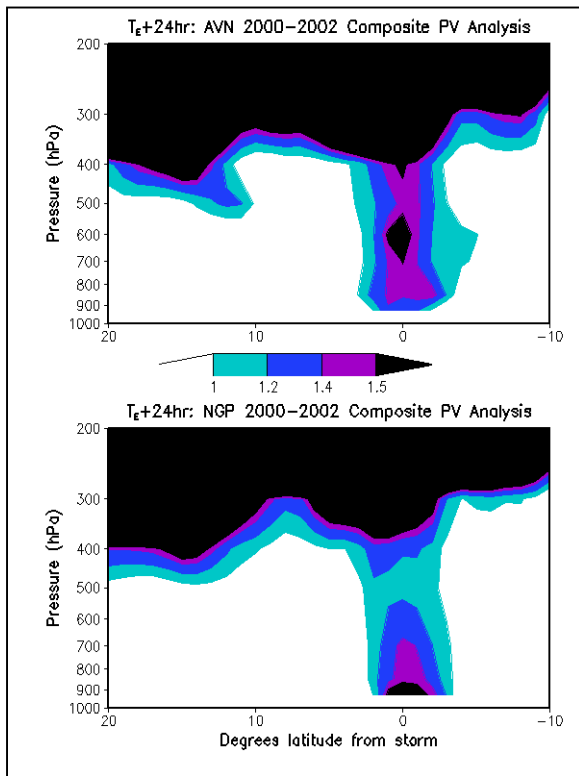 T_E+24hr: AVN 2000-2002 Composite PV Analysis
200
300
400
500
600
700
800
900
1000
Pressure (hPa)
20 10 0 -10
1 1.2 1.4 1.5
T_E+24hr: NGP 2000-2002 Composite PV Analysis
200
300
400
500
600
700
800
900
1000
Pressure (hPa)
20 10 0 -10
Degrees latitude from storm